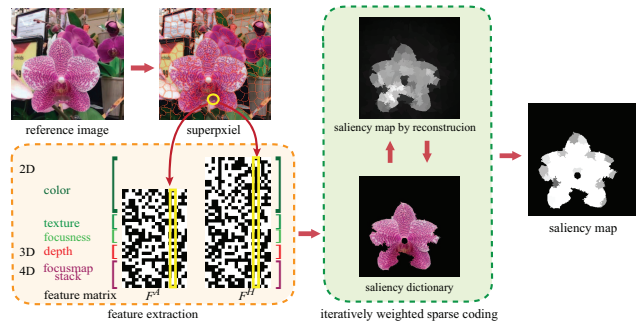 reference image
superpxiel
2D
color
texture
focusness
3D
depth
4D
focusmap
stack
feature matrix
F^A
F^H
feature extraction
saliency map by reconstrucion
saliency dictionary
iteratively weighted sparse coding
saliency map